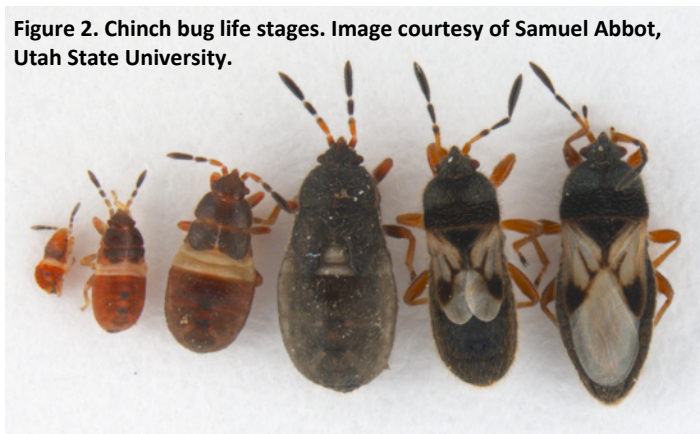 Figure 2. Chinch bug life stages. Image courtesy of Samuel Abbot,
Utah State University.